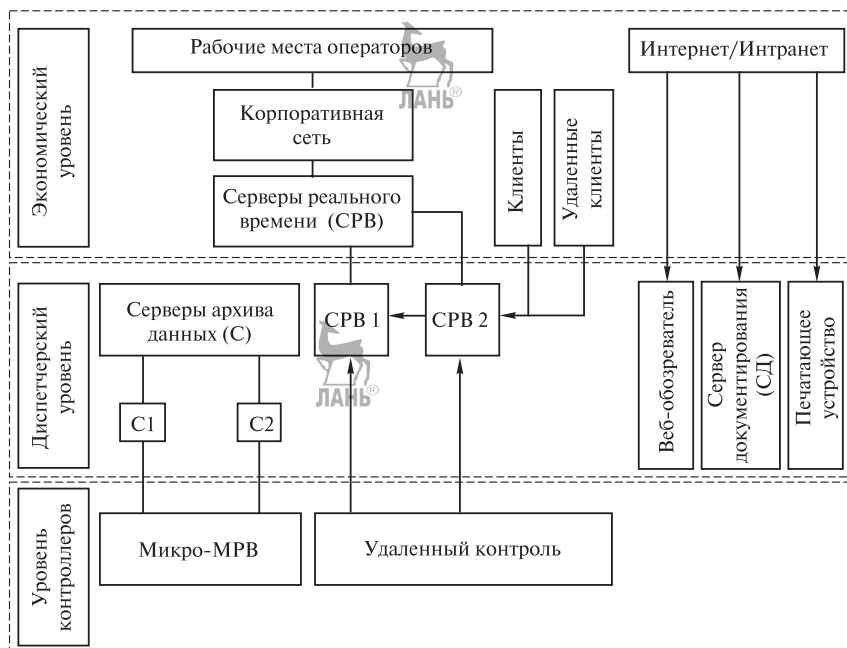 Экономический
уровень
Рабочие места операторов
Корпоративная
сеть
Серверы реального
времени (СРВ)
Клиенты
Удаленные
клиенты
Интернет/Интранет
ЛАНЬ®
Диспетчерский
уровень
Серверы архива
данных (С)
С1
С2
СРВ 1
СРВ 2
ЛАНЬ®
Веб-обозреватель
Сервер
документирования
(СД)
Печатающее
устройство
Уровень
контроллеров
Микро-МРВ
Удаленный контроль